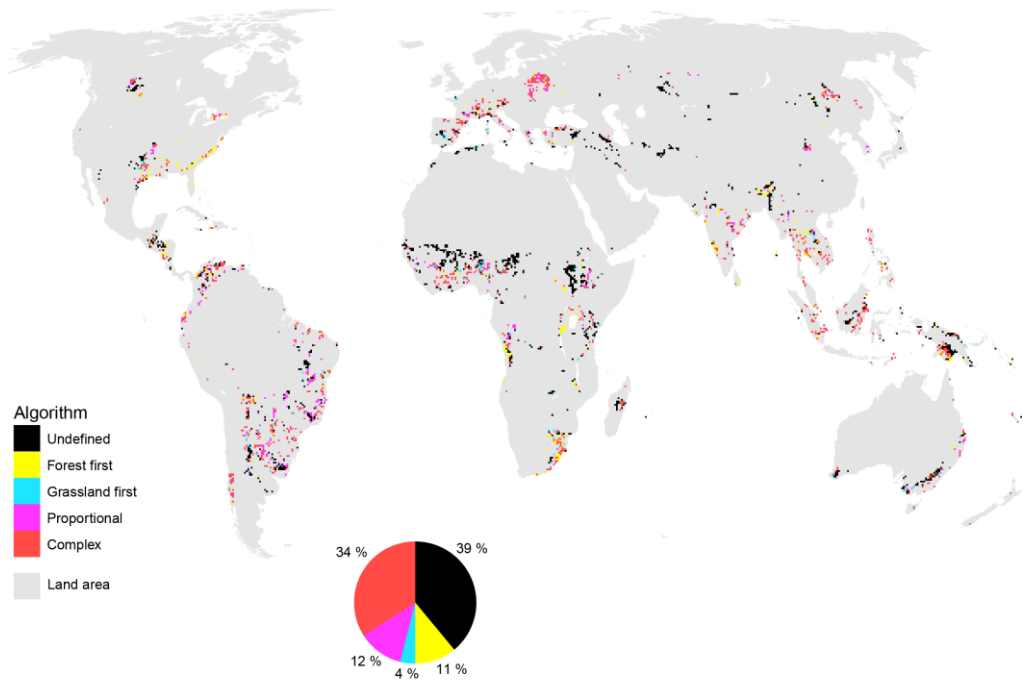 Algorithm
Undefined
Forest first
Grassland first
Proportional
Complex
Land area
34 %
39 %
12 %
4 %
11 %